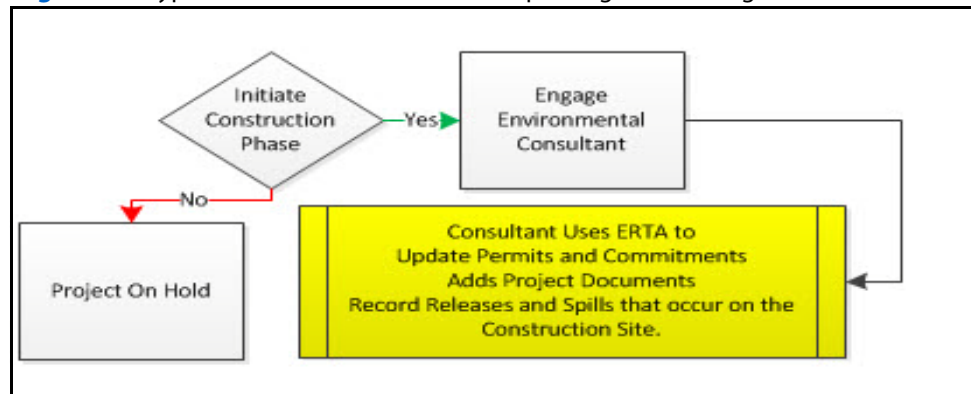 Initiate
Construction
Phase
Yes
Engage
Environmental
Consultant
No
Project On Hold
Consultant Uses ERTA to
Update Permits and Commitments
Adds Project Documents
Record Releases and Spills that occur on the
Construction Site.